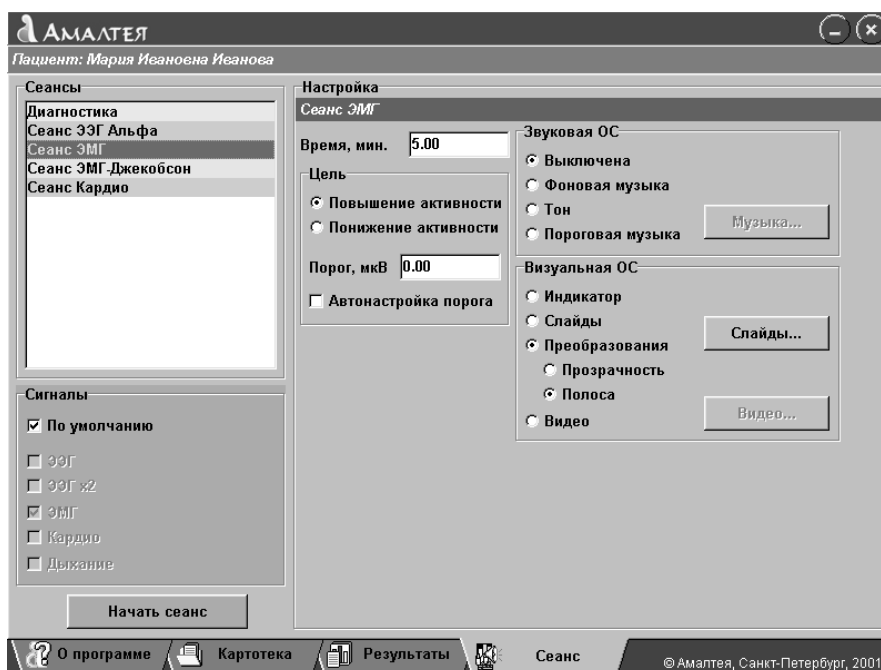 АМАЛТЕЯ
Пациент: Мария Ивановна Иванова
Сеансы
Диагностика
Сеанс ЭЭГ Альфа
Сеанс ЭМГ
Сеанс ЭМГ-Джекобсон
Сеанс Кардио
Сигналы
По умолчанию
ЭЭГ
ЭЭГ x2
ЭМГ
Кардио
Дыхание
Начать сеанс
Настройка
Сеанс ЭМГ
Время, мин. 5.00
Цель
Повышение активности
Понижение активности
Порог, мкВ 0.00
Автонастройка порога
Звуковая ОС
Выключена
Фоновая музыка
Тон
Пороговая музыка
Музыка...
Визуальная ОС
Индикатор
Слайды
Преобразования
Прозрачность
Полоса
Видео
Слайды...
Видео...
О программе Картотека Результаты Сеанс
© Амалтея, Санкт-Петербург, 2001